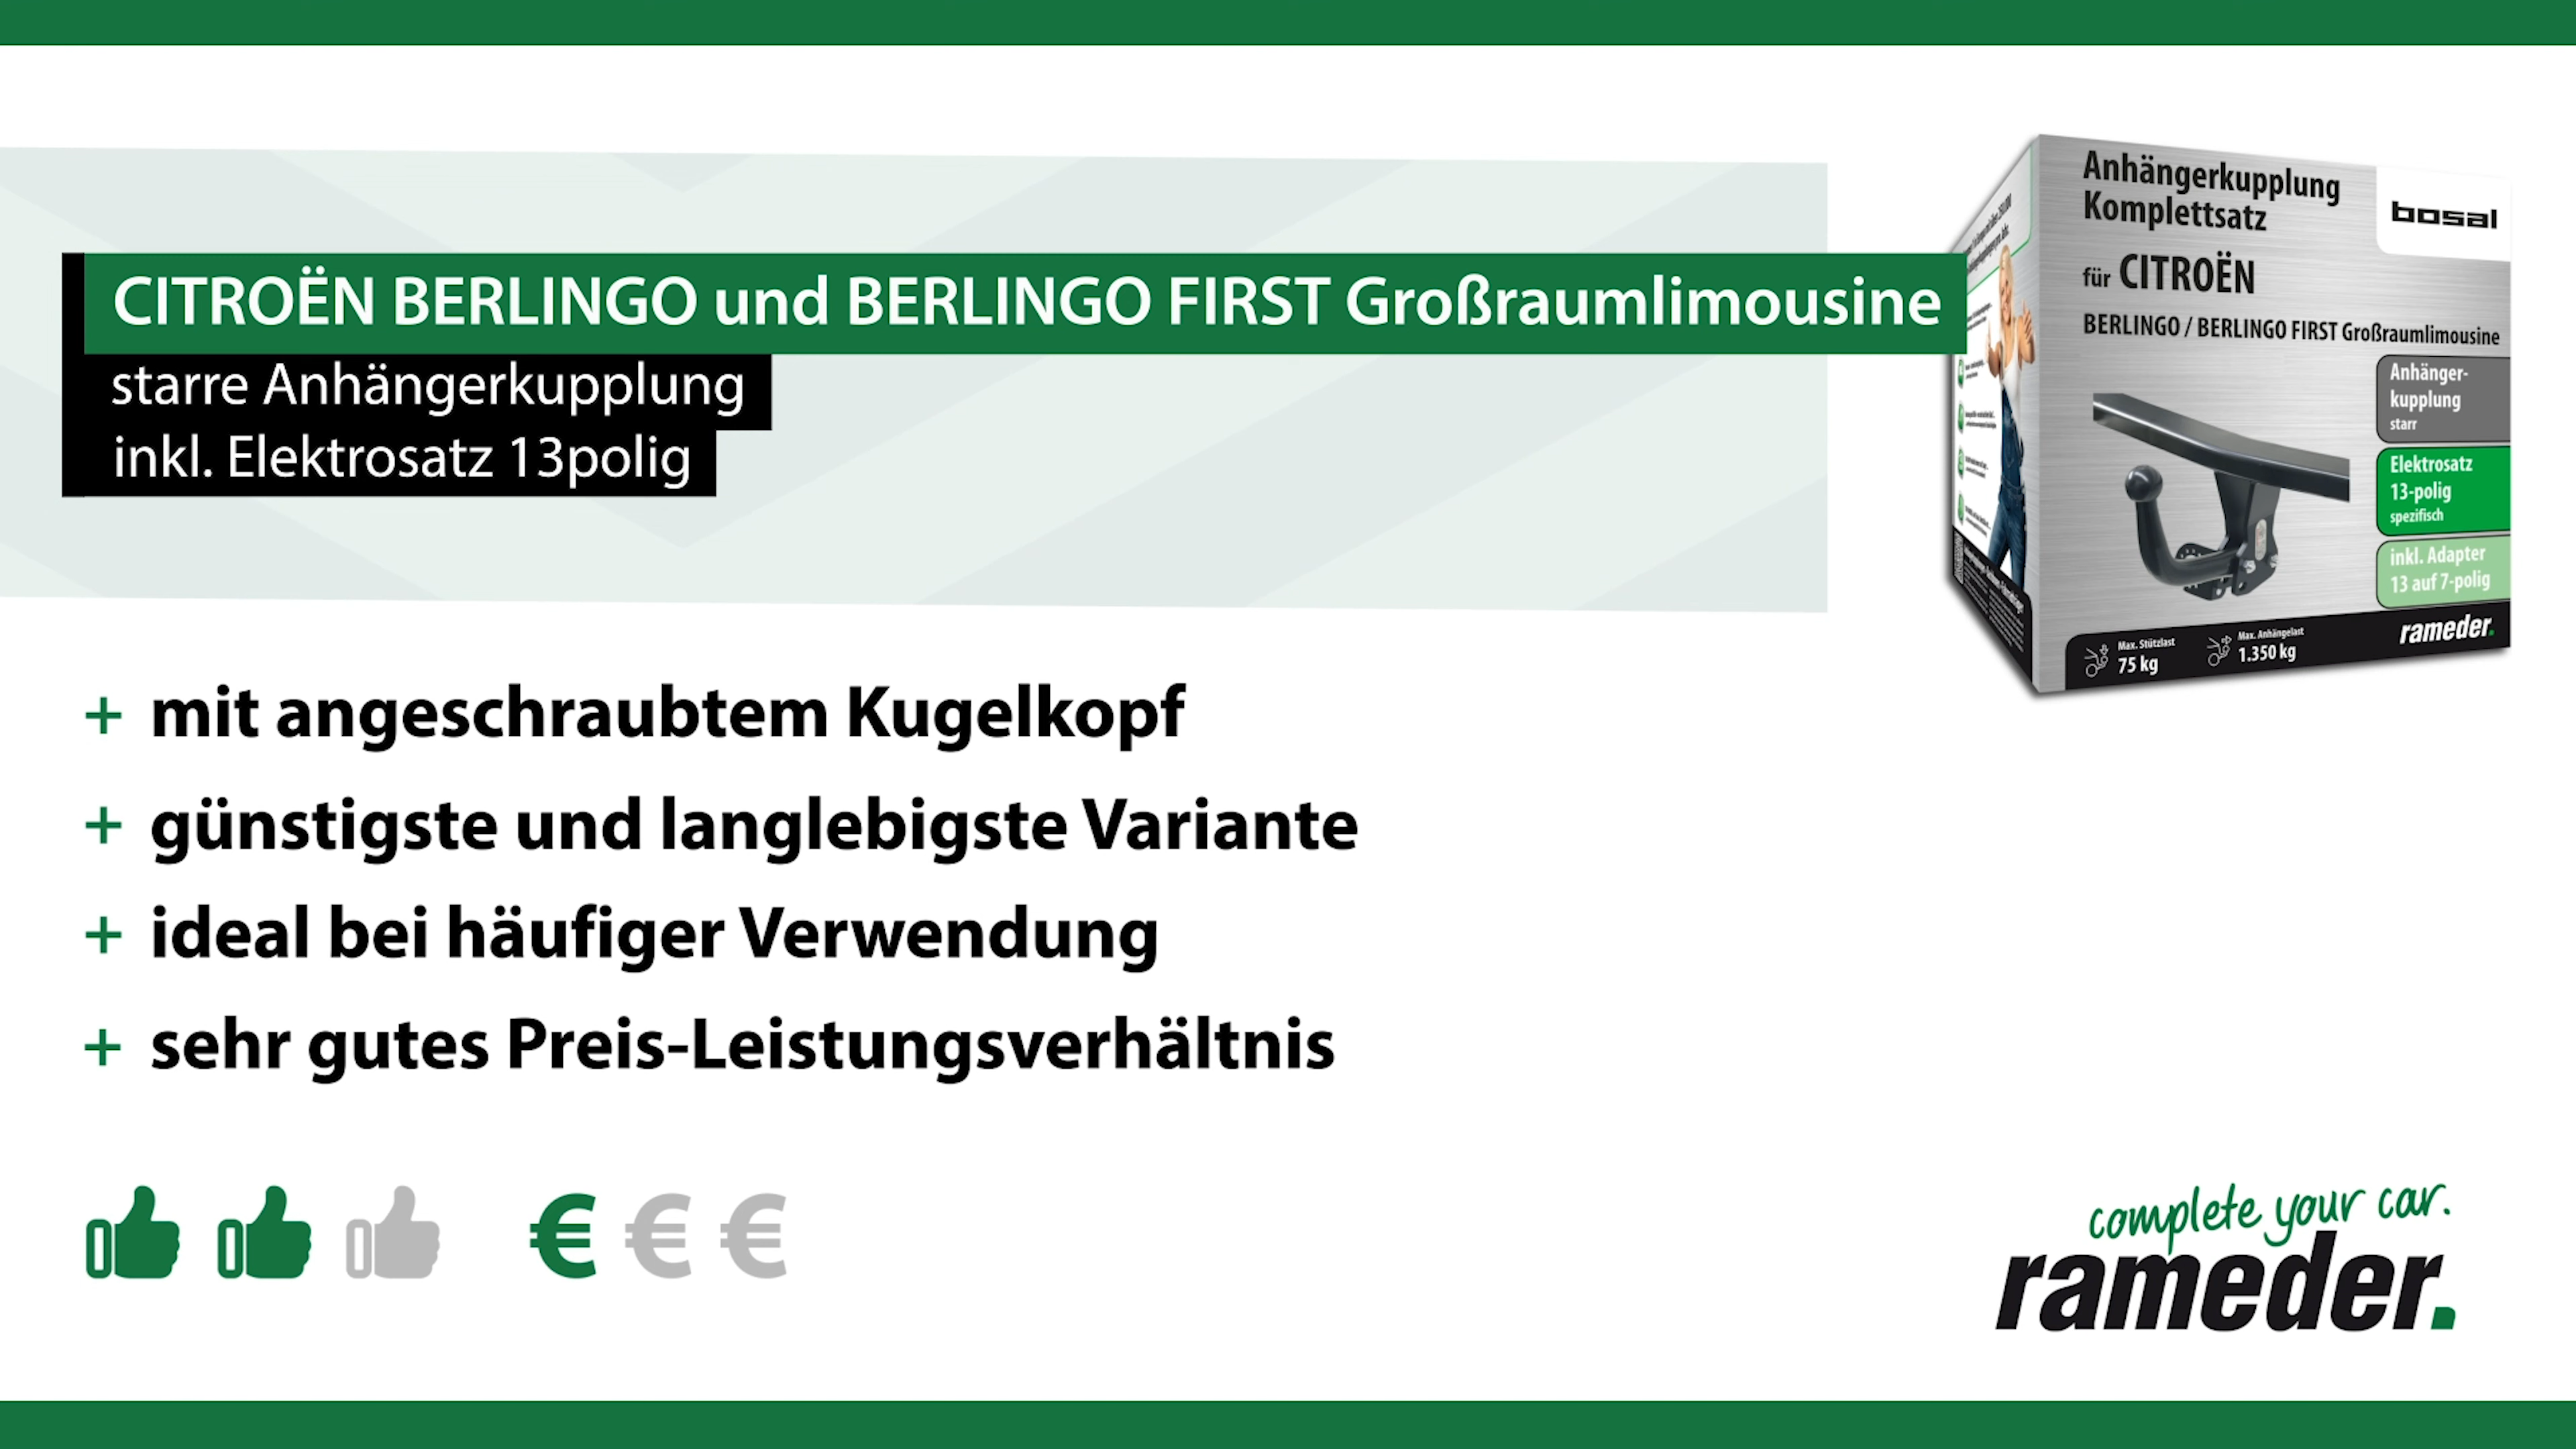 CITROËN BERLINGO und BERLINGO FIRST Großraumlimousine
starre Anhängerkupplung
inkl. Elektrosatz 13polig
Anhängerkupplung
Komplettsatz
bosal
für CITROËN
BERLINGO / BERLINGO FIRST Großraumlimousine
Anhänger-
kupplung
starr
Elektrosatz
13-polig
spezifisch
inkl. Adapter
13 auf 7-polig
Max. Stützlast
75 kg
Max. Anhängelast
1.350 kg
rameder.
+ mit angeschraubtem Kugelkopf
+ günstigste und langlebigste Variante
+ ideal bei häufiger Verwendung
+ sehr gutes Preis-Leistungsverhältnis
€ € €
complete your car.
rameder.